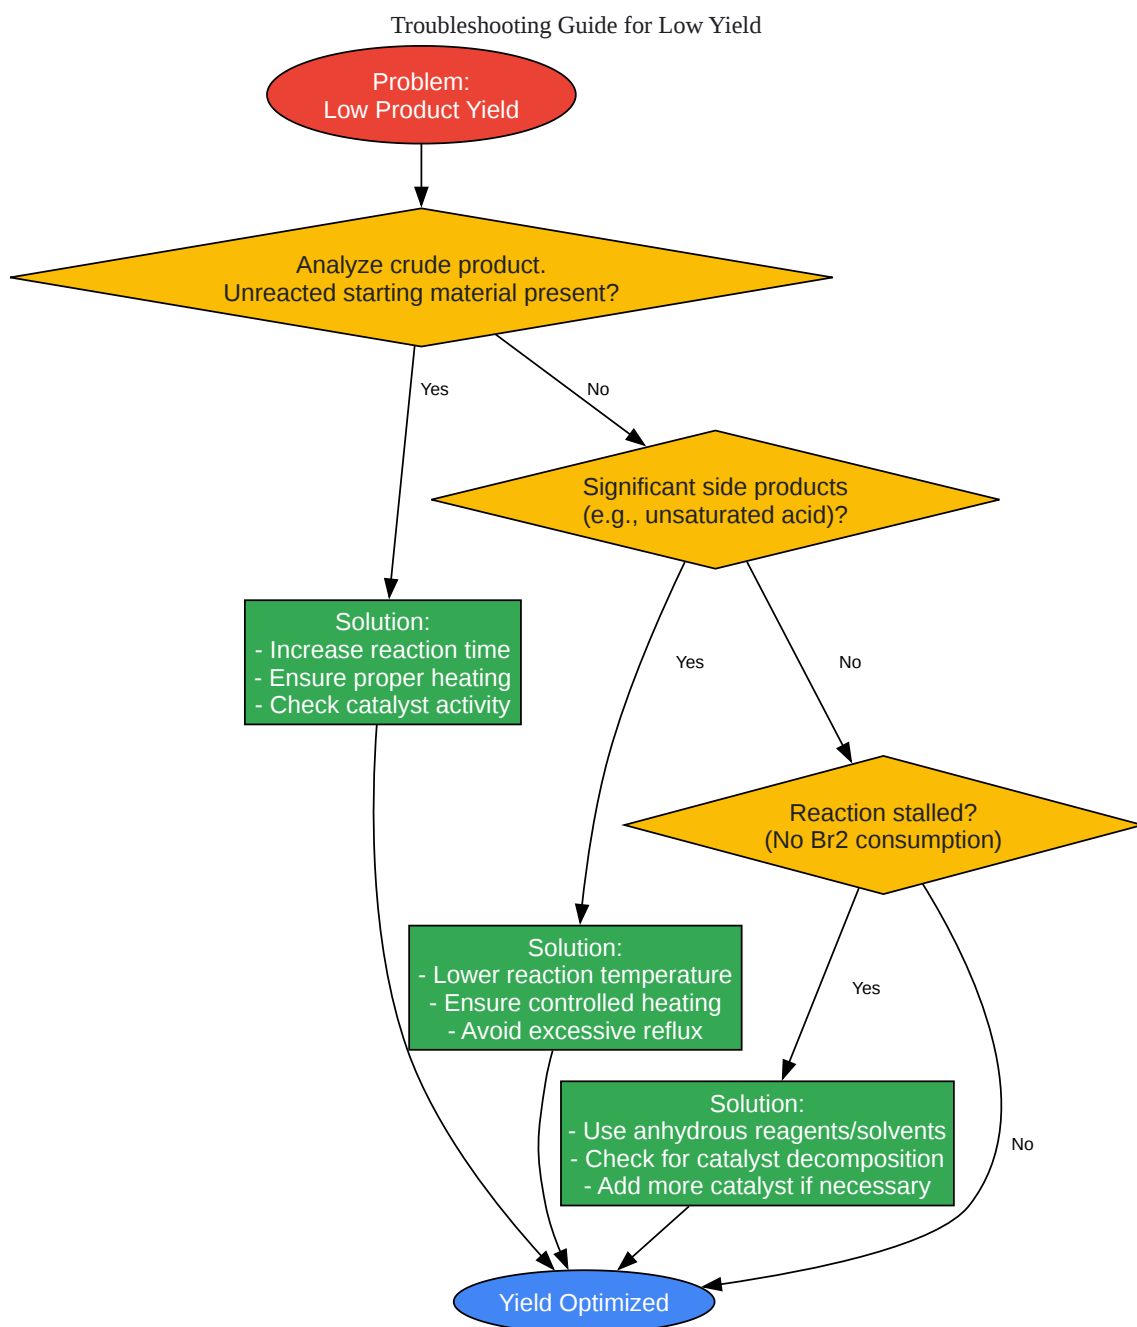 Troubleshooting Guide for Low Yield
Problem:
Low Product Yield
Analyze crude product.
Unreacted starting material present?
Yes
No
Significant side products
(e.g., unsaturated acid)?
Solution:
- Increase reaction time
- Ensure proper heating
- Check catalyst activity
Yes
No
Reaction stalled?
(No Br2 consumption)
Solution:
- Lower reaction temperature
- Ensure controlled heating
- Avoid excessive reflux
Yes
Solution:
- Use anhydrous reagents/solvents
- Check for catalyst decomposition
- Add more catalyst if necessary
No
Yield Optimized